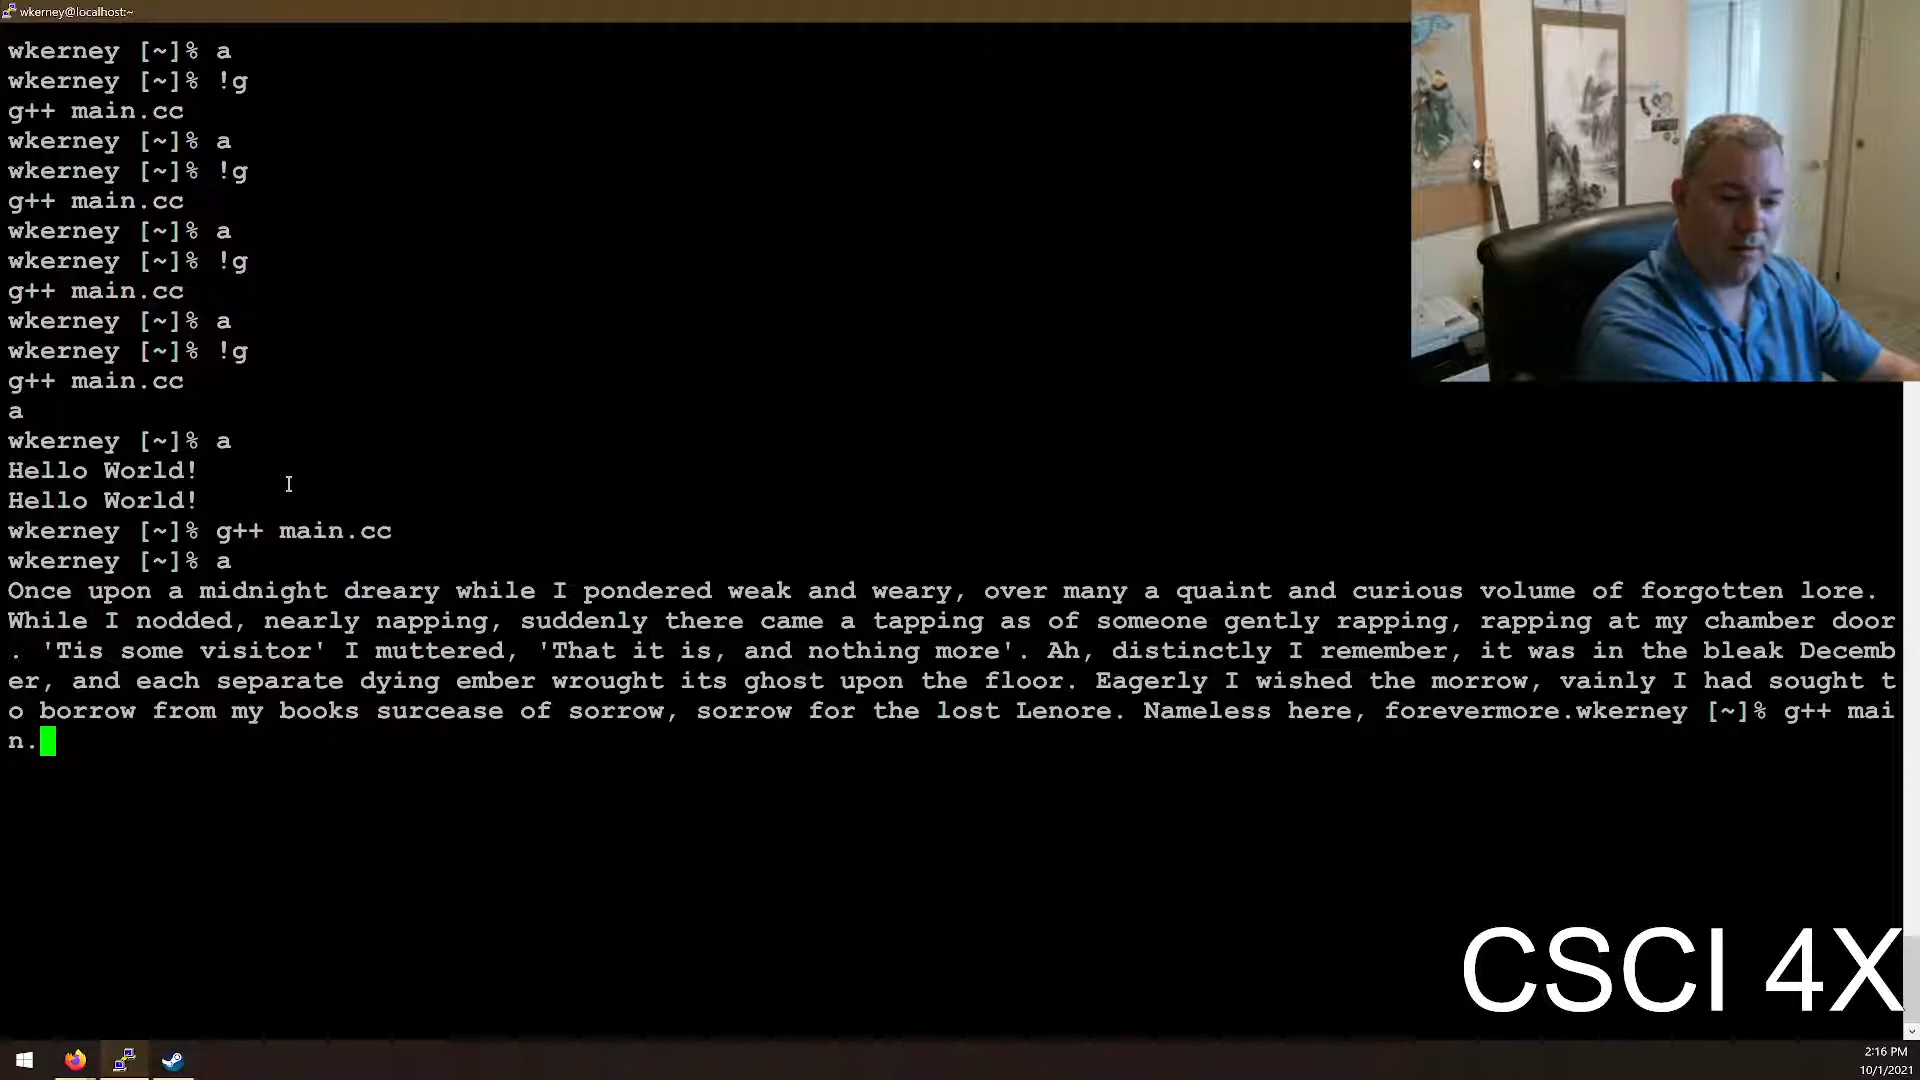 wkerney@localhost:~
wkerney [~]% a
wkerney [~]% !g
g++ main.cc
wkerney [~]% a
wkerney [~]% !g
g++ main.cc
wkerney [~]% a
wkerney [~]% !g
g++ main.cc
wkerney [~]% a
wkerney [~]% !g
g++ main.cc
a
wkerney [~]% a
Hello World!
Hello World!
wkerney [~]% g++ main.cc
wkerney [~]% a
Once upon a midnight dreary while I pondered weak and weary, over many a quaint and curious volume of forgotten lore.
While I nodded, nearly napping, suddenly there came a tapping as of someone gently rapping, rapping at my chamber door
. 'Tis some visitor' I muttered, 'That it is, and nothing more'. Ah, distinctly I remember, it was in the bleak Decemb
er, and each separate dying ember wrought its ghost upon the floor. Eagerly I wished the morrow, vainly I had sought t
o borrow from my books surcease of sorrow, sorrow for the lost Lenore. Nameless here, forevermore.wkerney [~]% g++ mai
n.
CSCI 4X
2:16 PM
10/1/2021